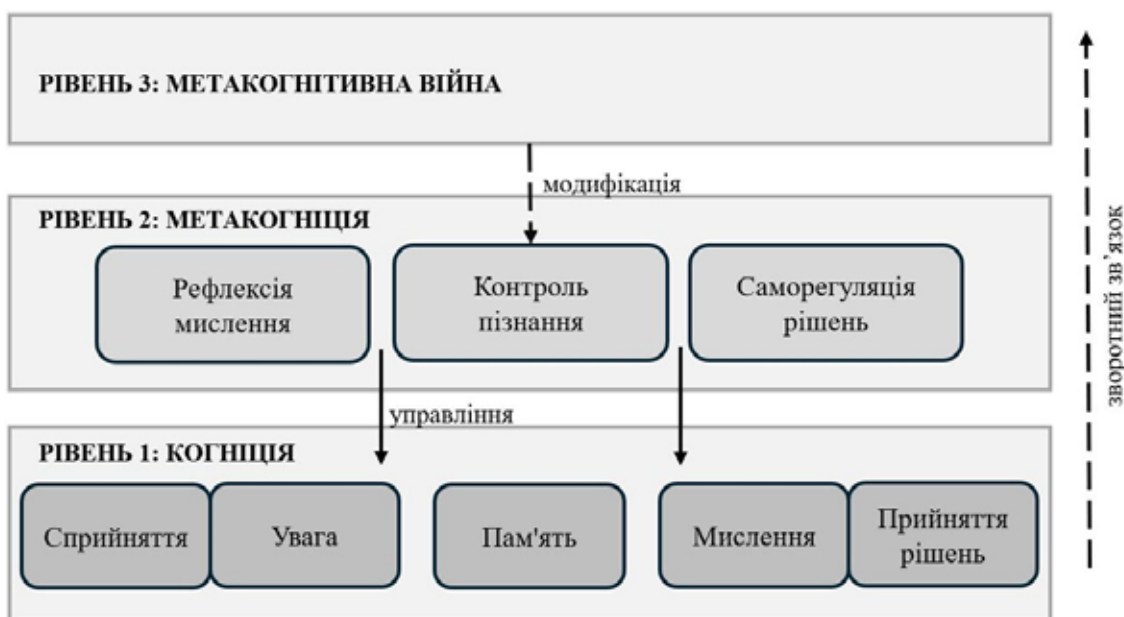 РІВЕНЬ 3: МЕТАКОГНІТИВНА ВІЙНА
модифікація
РІВЕНЬ 2: МЕТАКОГНІЦІЯ
Рефлексія
мислення
Контроль
пізнання
Саморегуляція
рішень
управління
РІВЕНЬ 1: КОГНІЦІЯ
Сприйняття
Увага
Пам'ять
Мислення
Прийняття
рішень
зворотний зв’язок